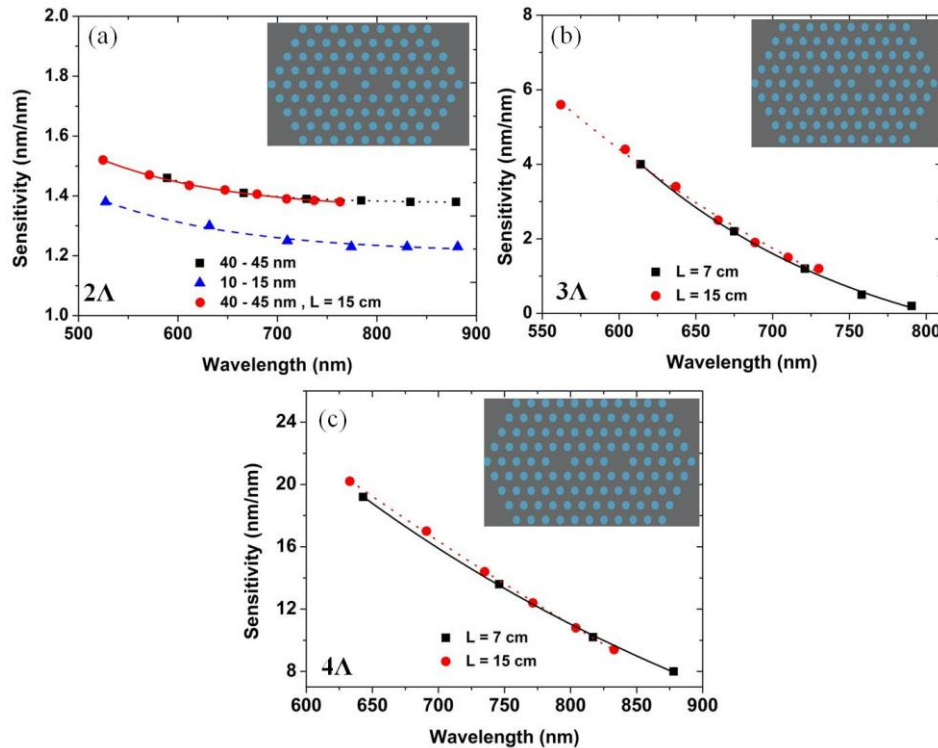 (a)
Sensitivity (nm/nm)
2.0
1.8
1.6
1.4
1.2
1.0
40 - 45 nm
10 - 15 nm
40 - 45 nm , L = 15 cm
2Λ
500 600 700 800 900
Wavelength (nm)
(b)
Sensitivity (nm/nm)
8
6
4
2
0
L = 7 cm
L = 15 cm
3Λ
550 600 650 700 750 800
Wavelength (nm)
(c)
Sensitivity (nm/nm)
24
20
16
12
8
L = 7 cm
L = 15 cm
4Λ
600 650 700 750 800 850 900
Wavelength (nm)